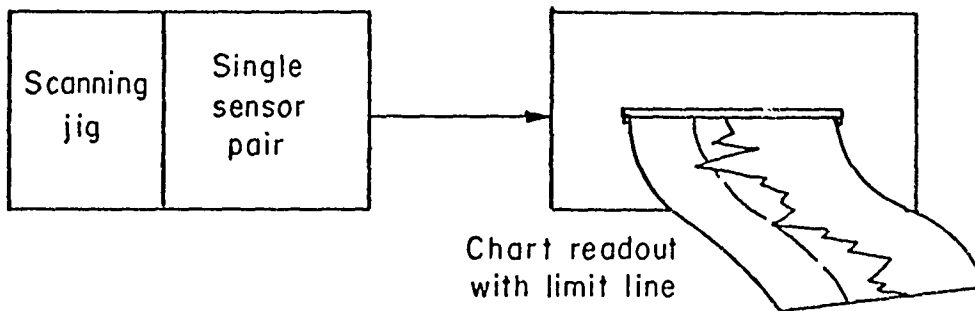 Scanning
jig
Single
sensor
pair
Chart readout
with limit line